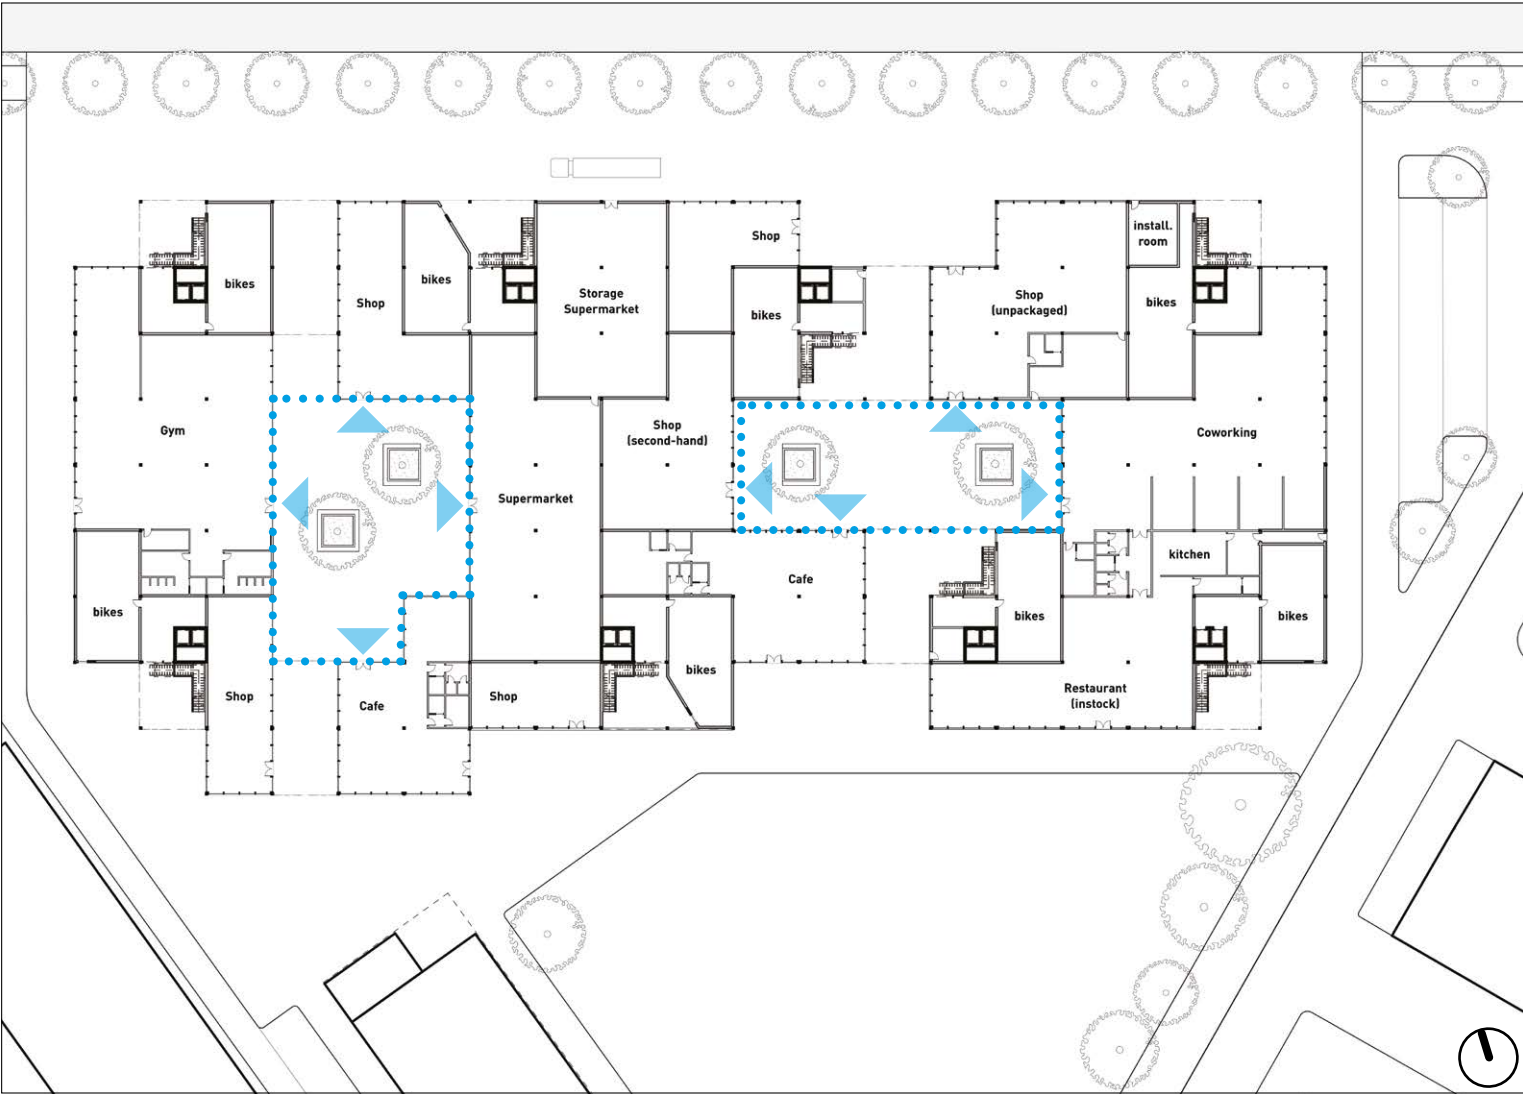 install.
room
Shop
bikes
bikes
Shop
Storage
Supermarket
bikes
Shop
(unpackaged)
bikes
Gym
Shop
(second-hand)
Coworking
Supermarket
kitchen
Cafe
bikes
bikes
bikes
bikes
Shop
Cafe
Shop
Restaurant
(instock)